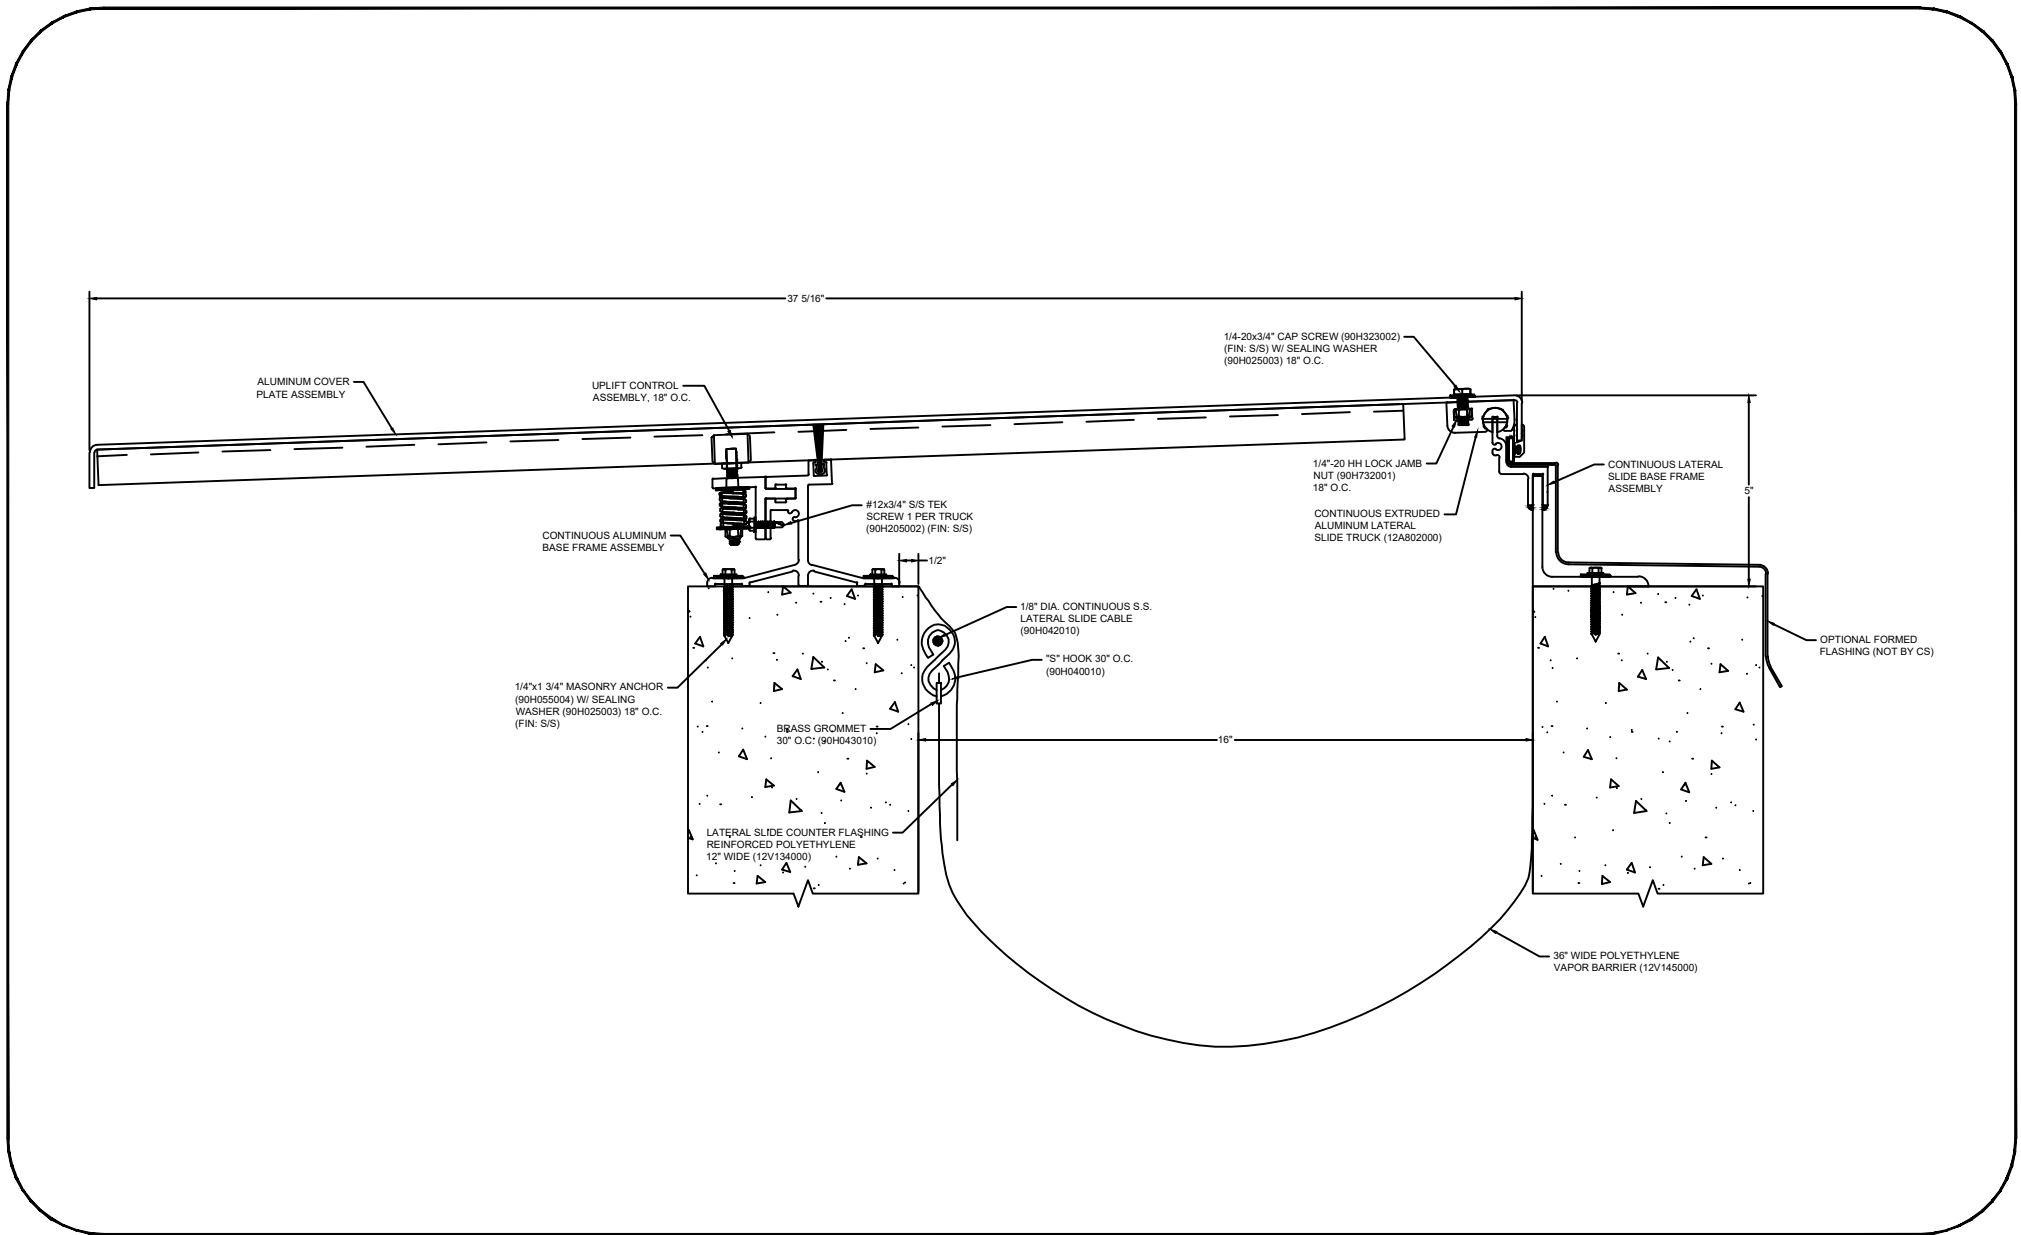 37 5/16"
1/4-20x3/4" CAP SCREW (90H323002)
(FIN: S/S) W/ SEALING WASHER
(90H025003) 18" O.C.
ALUMINUM COVER
PLATE ASSEMBLY
UPLIFT CONTROL
ASSEMBLY, 18" O.C.
1/4"-20 HH LOCK JAMB
NUT (90H732001)
18" O.C.
CONTINUOUS LATERAL
SLIDE BASE FRAME
ASSEMBLY
5"
#12x3/4" S/S TEK
SCREW 1 PER TRUCK
(90H205002) (FIN: S/S)
CONTINUOUS EXTRUDED
ALUMINUM LATERAL
SLIDE TRUCK (12A802000)
CONTINUOUS ALUMINUM
BASE FRAME ASSEMBLY
1/2"
1/8" DIA. CONTINUOUS S.S.
LATERAL SLIDE CABLE
(90H042010)
OPTIONAL FORMED
FLASHING (NOT BY CS)
"S" HOOK 30" O.C.
(90H040010)
1/4"x1 3/4" MASONRY ANCHOR
(90H055004) W/ SEALING
WASHER (90H025003) 18" O.C.
(FIN: S/S)
BRASS GROMMET
30" O.C. (90H043010)
16"
LATERAL SLIDE COUNTER FLASHING
REINFORCED POLYETHYLENE
12" WIDE (12V134000)
36" WIDE POLYETHYLENE
VAPOR BARRIER (12V145000)